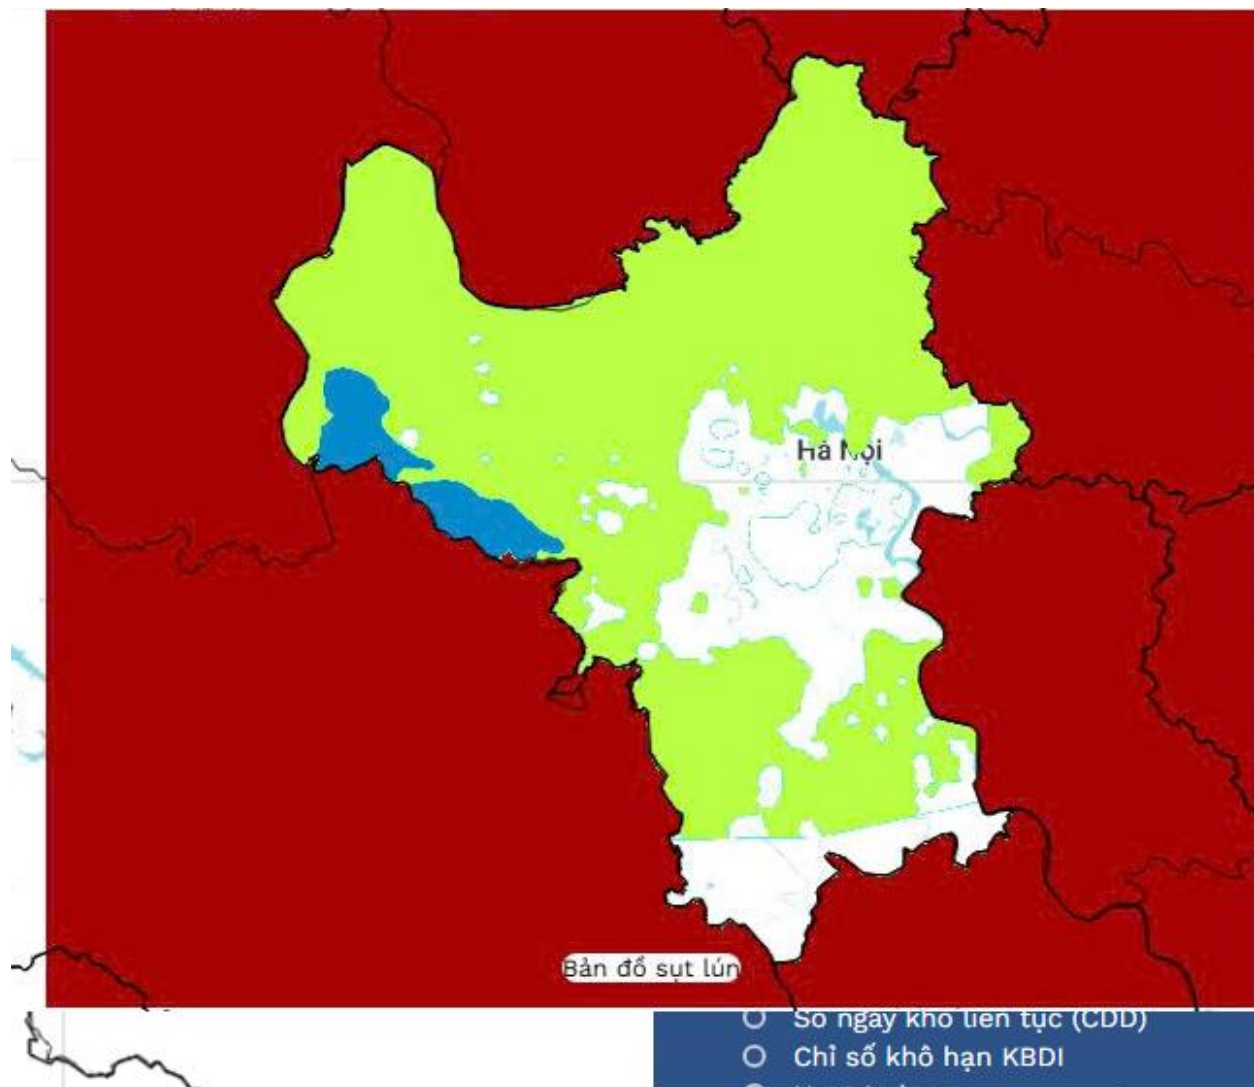 Hà Nội
Bản đồ sụt lún
Số ngày khô liên tục (CDD)
Chỉ số khô hạn KBDI